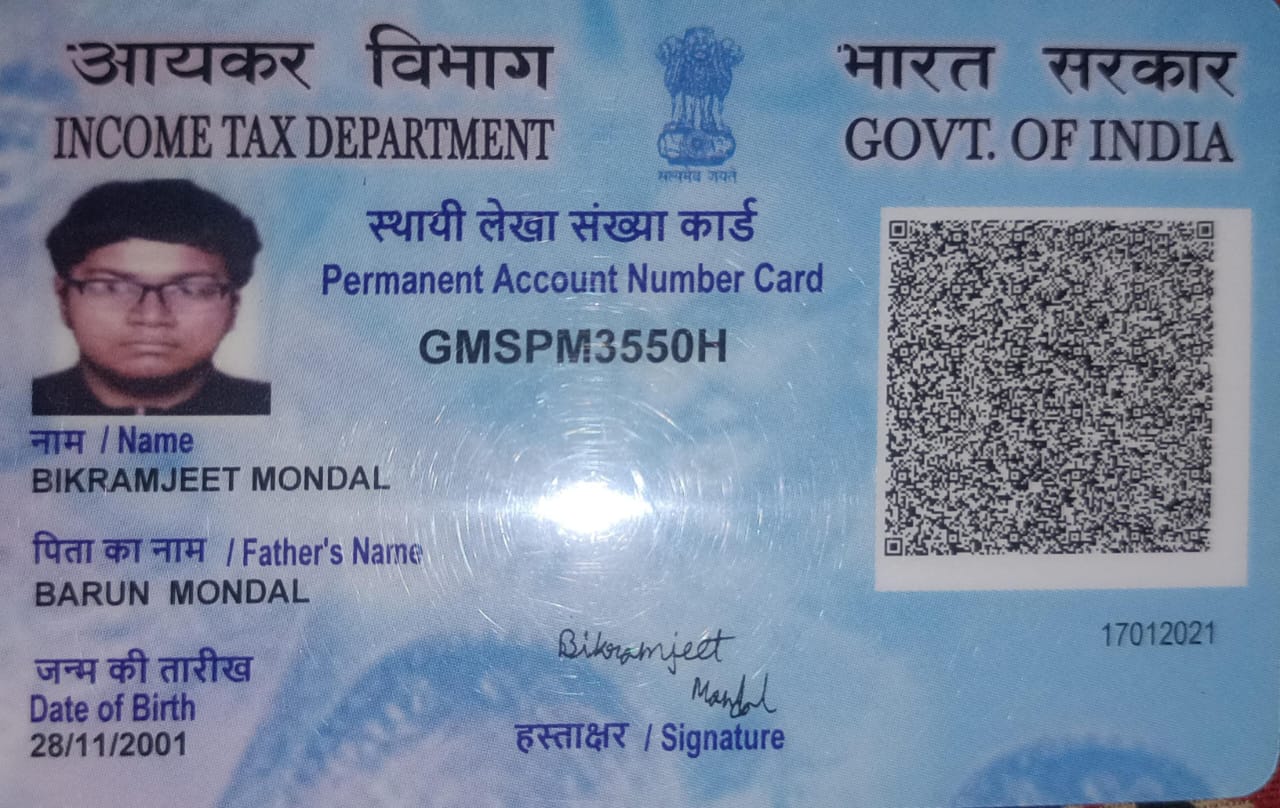 आयकर विभाग
INCOME TAX DEPARTMENT
भारत सरकार
GOVT. OF INDIA
सत्यमेव जयते
स्थायी लेखा संख्या कार्ड
Permanent Account Number Card
GMSPM3550H
नाम / Name
BIKRAMJEET MONDAL
पिता का नाम / Father's Name
BARUN MONDAL
जन्म की तारीख
Date of Birth
28/11/2001
Bikramjeet
Mondal
हस्ताक्षर / Signature
17012021